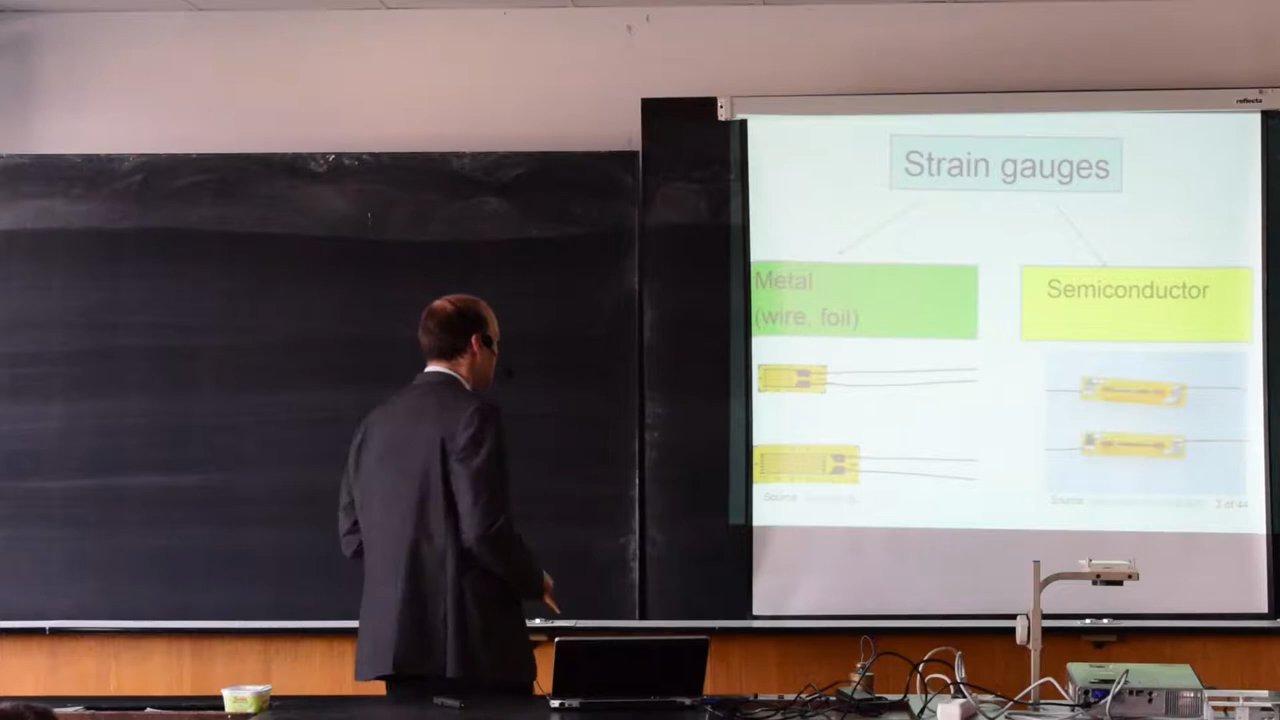 reflecta
Strain gauges
Metal
(wire, foil)
Semiconductor
Source
Source
2 of 44